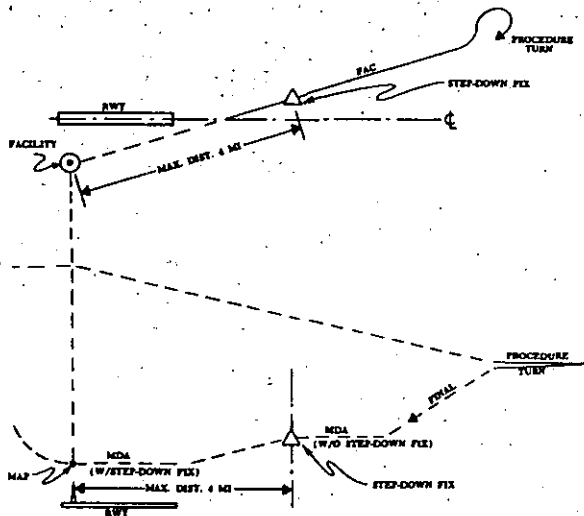 PROCEDURE
TURN
FAC
STEP-DOWN FIX
RWY
℄
FACILITY
MAX. DIST. 4 MI
PROCEDURE
TURN
FINAL
MDA
(W/O STEP-DOWN FIX)
MDA
(W/STEP-DOWN FIX)
STEP-DOWN FIX
MAP
MAX. DIST. 4 MI
RWY